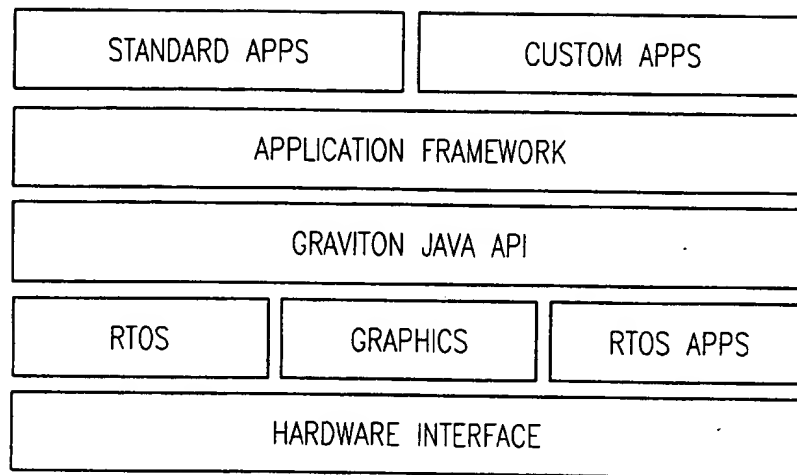 STANDARD APPS
CUSTOM APPS
APPLICATION FRAMEWORK
GRAVITON JAVA API
RTOS
GRAPHICS
RTOS APPS
HARDWARE INTERFACE